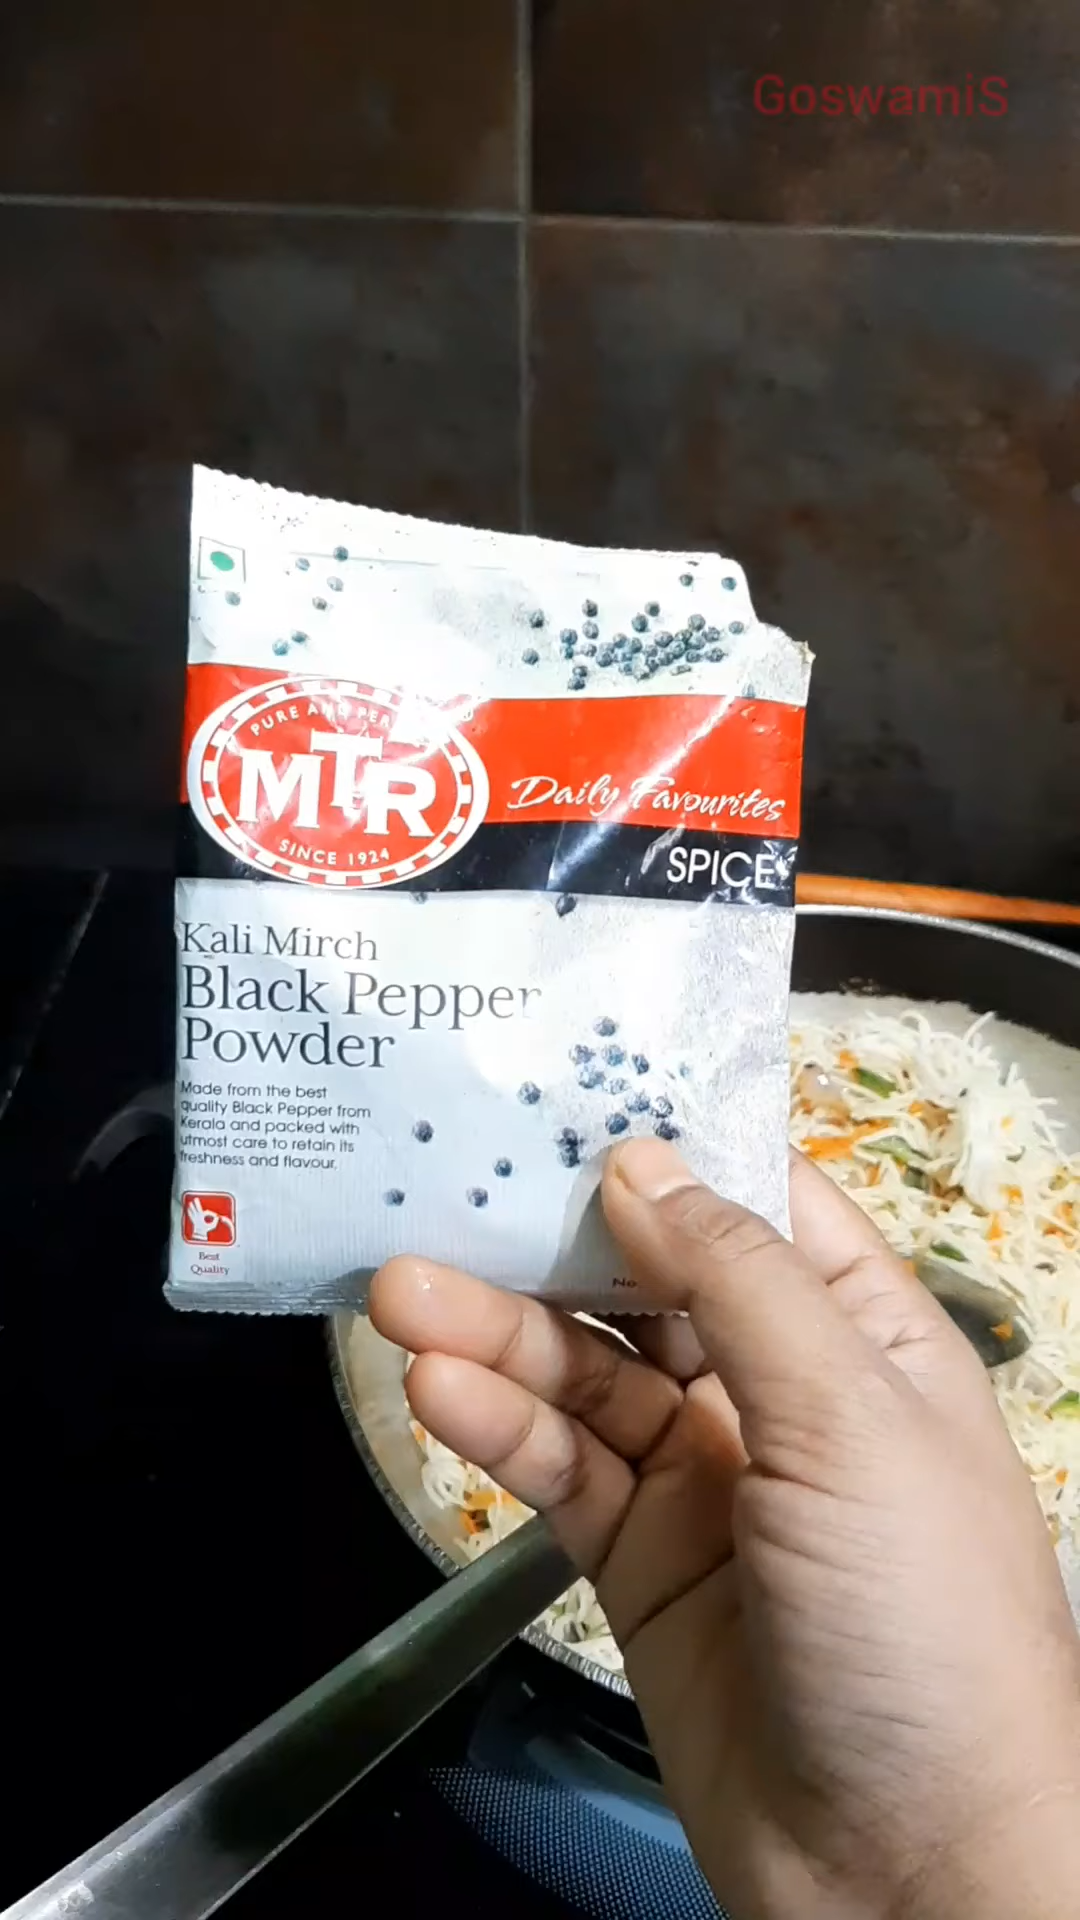 GoswamiS
PURE AND PER
MTR
SINCE 1924
Daily Favourites
SPICE
Kali Mirch
Black Pepper
Powder
Made from the best
quality Black Pepper from
Kerala and packed with
utmost care to retain its
freshness and flavour.
Best
Quality